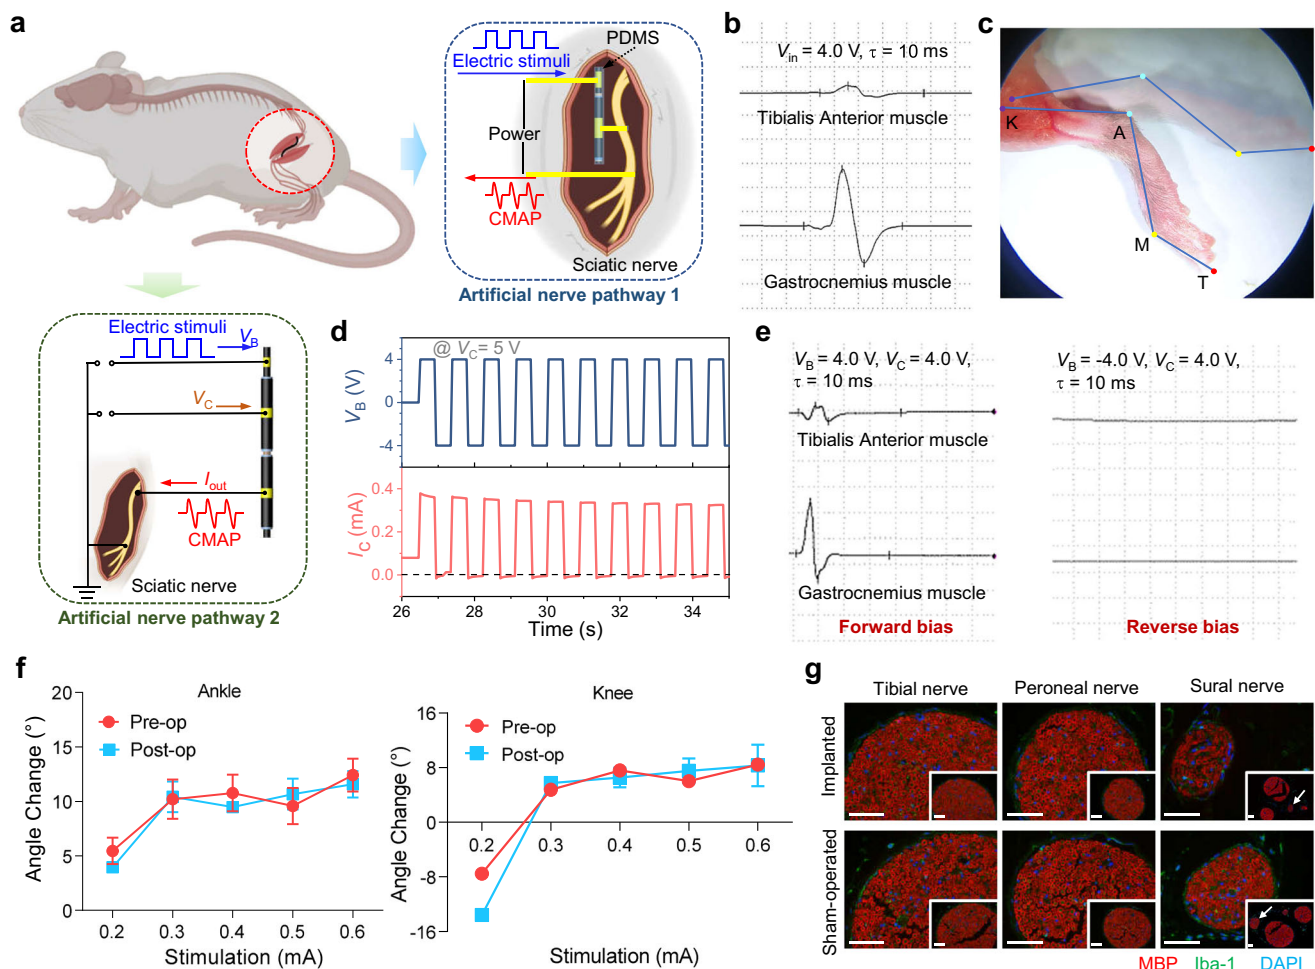 a
PDMS
Electric stimuli
Power
CMAP
Sciatic nerve
Artificial nerve pathway 1
Electric stimuli
VB
VC
Iout
CMAP
Sciatic nerve
Artificial nerve pathway 2
b
Vin = 4.0 V, τ = 10 ms
Tibialis Anterior muscle
Gastrocnemius muscle
c
K
A
M
T
d
@ VC = 5 V
VB (V)
4
0
-4
IC (mA)
0.4
0.2
0.0
26 28 30 32 34
Time (s)
e
VB = 4.0 V, VC = 4.0 V,
τ = 10 ms
Tibialis Anterior muscle
Gastrocnemius muscle
Forward bias
VB = -4.0 V, VC = 4.0 V,
τ = 10 ms
Reverse bias
f
Ankle
Pre-op
Post-op
Angle Change (°)
20
15
10
5
0
0.2 0.3 0.4 0.5 0.6
Stimulation (mA)
Knee
Pre-op
Post-op
Angle Change (°)
16
8
0
-8
-16
0.2 0.3 0.4 0.5 0.6
Stimulation (mA)
g
Tibial nerve Peroneal nerve Sural nerve
Implanted
Sham-operated
MBP Iba-1 DAPI